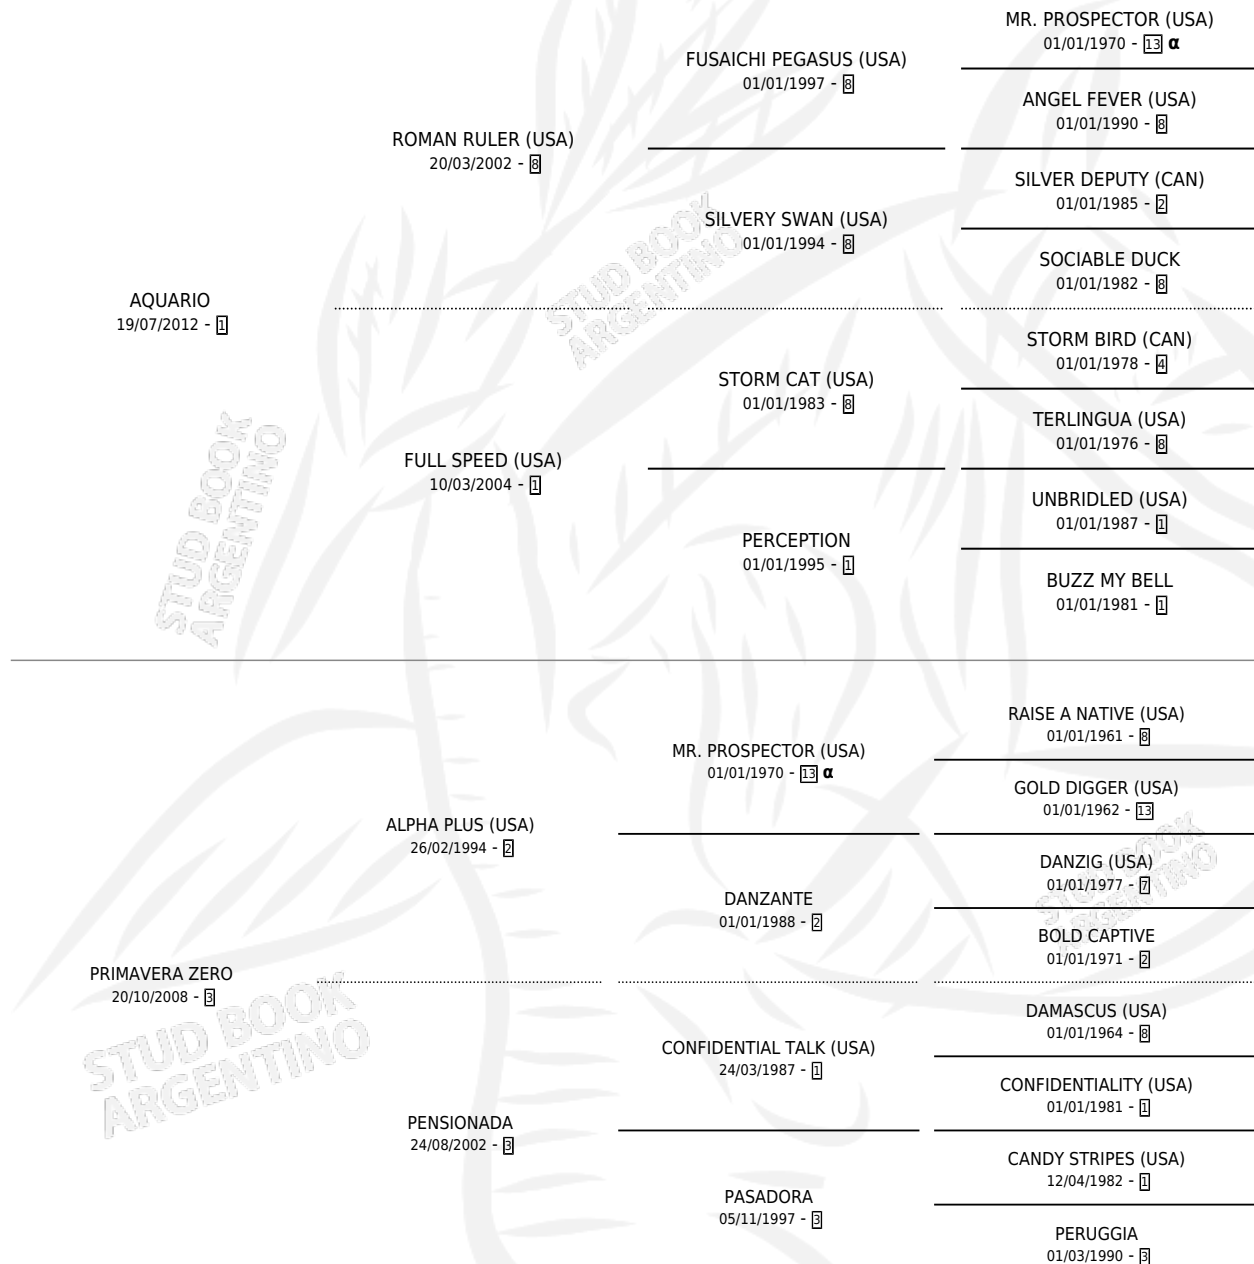 MR. PROSPECTOR (USA)
01/01/1970 - 13 α
FUSAICHI PEGASUS (USA)
01/01/1997 - 8
ANGEL FEVER (USA)
01/01/1990 - 8
ROMAN RULER (USA)
20/03/2002 - 8
SILVER DEPUTY (CAN)
01/01/1985 - 2
SILVERY SWAN (USA)
01/01/1994 - 8
SOCIABLE DUCK
01/01/1982 - 8
AQUARIO
19/07/2012 - 1
STORM BIRD (CAN)
01/01/1978 - 4
STORM CAT (USA)
01/01/1983 - 8
TERLINGUA (USA)
01/01/1976 - 8
FULL SPEED (USA)
10/03/2004 - 1
UNBRIDLED (USA)
01/01/1987 - 1
PERCEPTION
01/01/1995 - 1
BUZZ MY BELL
01/01/1981 - 1
RAISE A NATIVE (USA)
01/01/1961 - 8
MR. PROSPECTOR (USA)
01/01/1970 - 13 α
GOLD DIGGER (USA)
01/01/1962 - 13
ALPHA PLUS (USA)
26/02/1994 - 2
DANZIG (USA)
01/01/1977 - 7
DANZANTE
01/01/1988 - 2
BOLD CAPTIVE
01/01/1971 - 2
PRIMAVERA ZERO
20/10/2008 - 3
DAMASCUS (USA)
01/01/1964 - 8
CONFIDENTIAL TALK (USA)
24/03/1987 - 1
CONFIDENTIALITY (USA)
01/01/1981 - 1
PENSIONADA
24/08/2002 - 3
CANDY STRIPES (USA)
12/04/1982 - 1
PASADORA
05/11/1997 - 3
PERUGGIA
01/03/1990 - 3
STUD BOOK
ARGENTINO
STUD BOOK
ARGENTINO
STUD BOOK
ARGENTINO
STUD BOOK
ARGENTINO